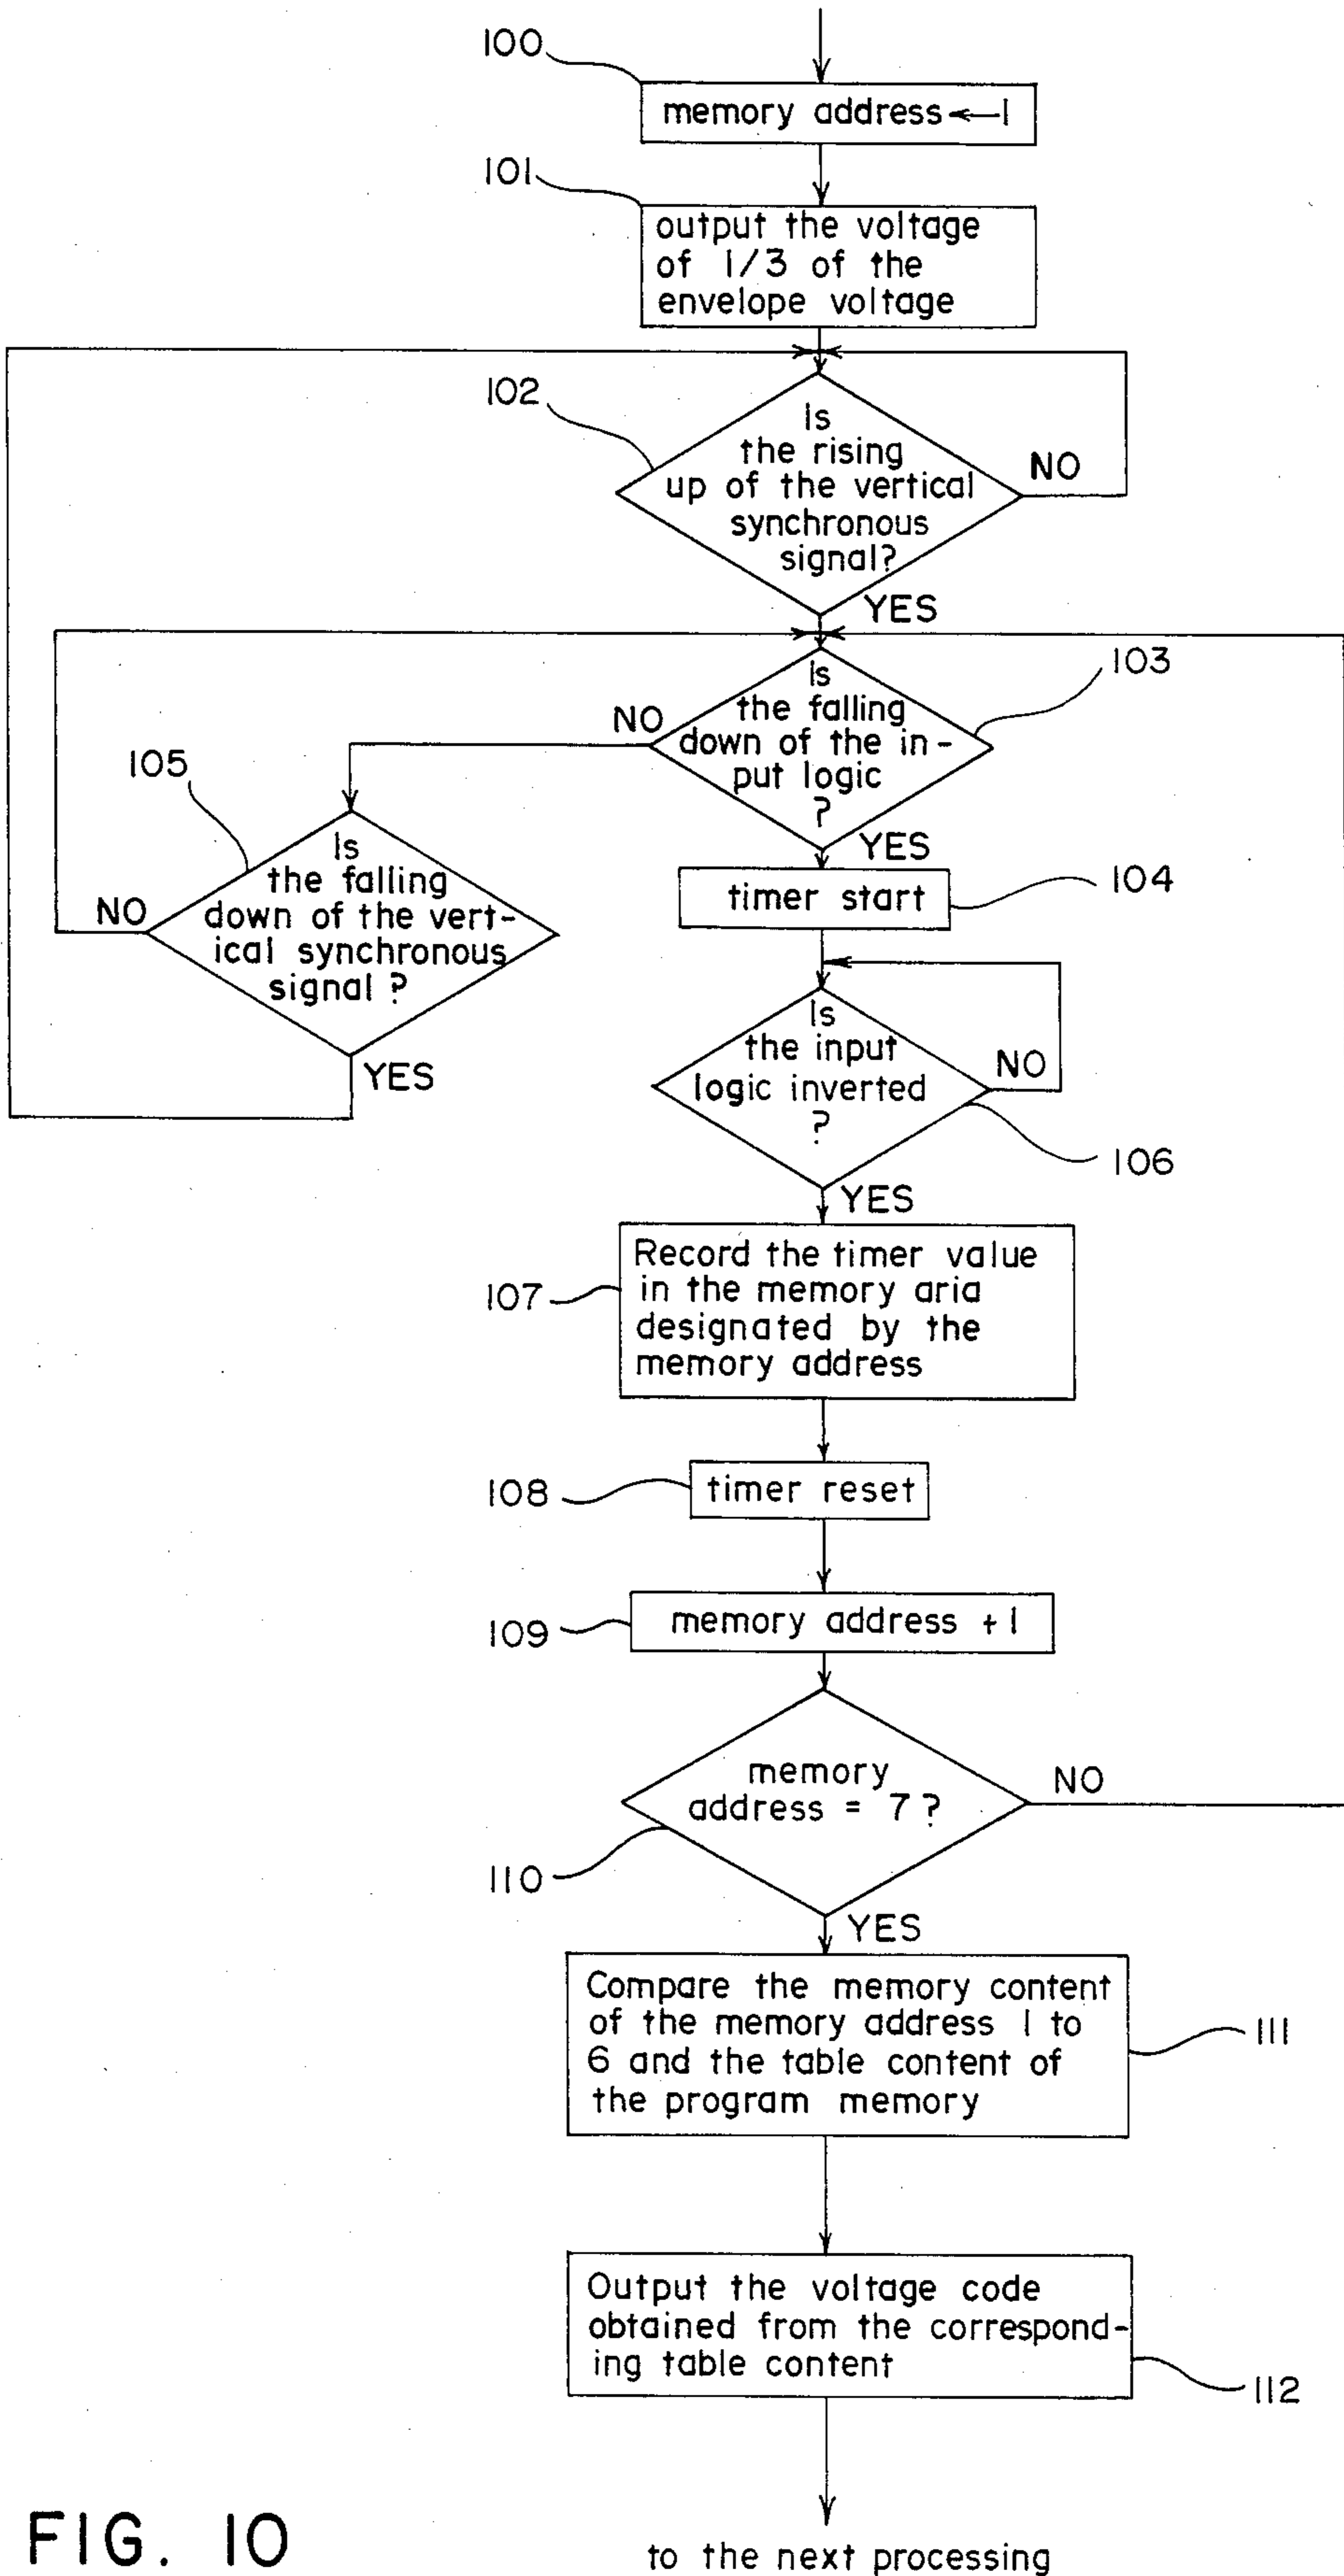 100
memory address ← 1
101
output the voltage
of 1/3 of the
envelope voltage
102
Is
the rising
up of the vertical
synchronous
signal?
NO
YES
103
Is
the falling
down of the in-
put logic
?
NO
YES
105
Is
the falling
down of the vert-
ical synchronous
signal ?
NO
YES
timer start
104
Is
the input
logic inverted
?
NO
106
YES
107
Record the timer value
in the memory aria
designated by the
memory address
108
timer reset
109
memory address + 1
memory
address = 7 ?
NO
110
YES
Compare the memory content
of the memory address 1 to
6 and the table content of
the program memory
111
Output the voltage code
obtained from the correspond-
ing table content
112
FIG. 10
to the next processing